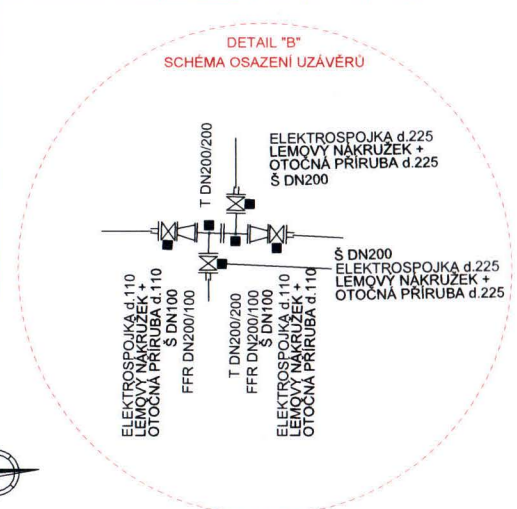 DETAIL "B"
SCHÉMA OSAZENÍ UZÁVĚRŮ
T DN200/200
ELEKTROSPOJKA d.225
LEMOVÝ NÁKRUŽEK +
OTOČNÁ PŘÍRUBA d.225
Š DN200
Š DN200
ELEKTROSPOJKA d.225
LEMOVÝ NÁKRUŽEK +
OTOČNÁ PŘÍRUBA d.225
ELEKTROSPOJKA d.110
LEMOVÝ NÁKRUŽEK +
OTOČNÁ PŘÍRUBA d.110
Š DN100
FFR DN200/100
T DN200/200
FFR DN200/100
Š DN100
ELEKTROSPOJKA d.110
LEMOVÝ NÁKRUŽEK +
OTOČNÁ PŘÍRUBA d.110